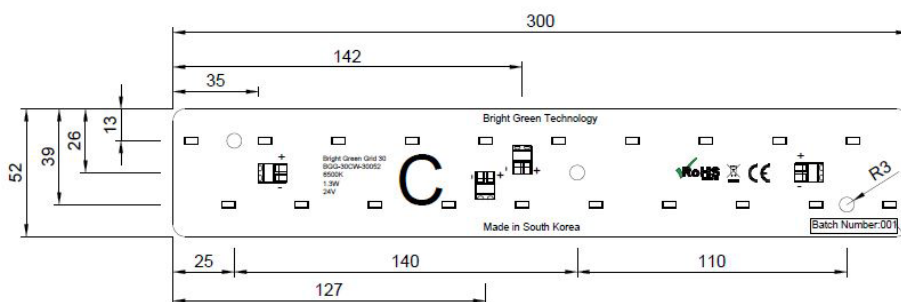 300
142
35
52
39
26
13
Bright Green Technology
Bright Green Grid 30
BGG-30CW-30052
6500K
1.3W
24V
C
+
-
-
+
-
+
RoHS
CE
+
-
R3
Made in South Korea
Batch Number:001
25
140
110
127